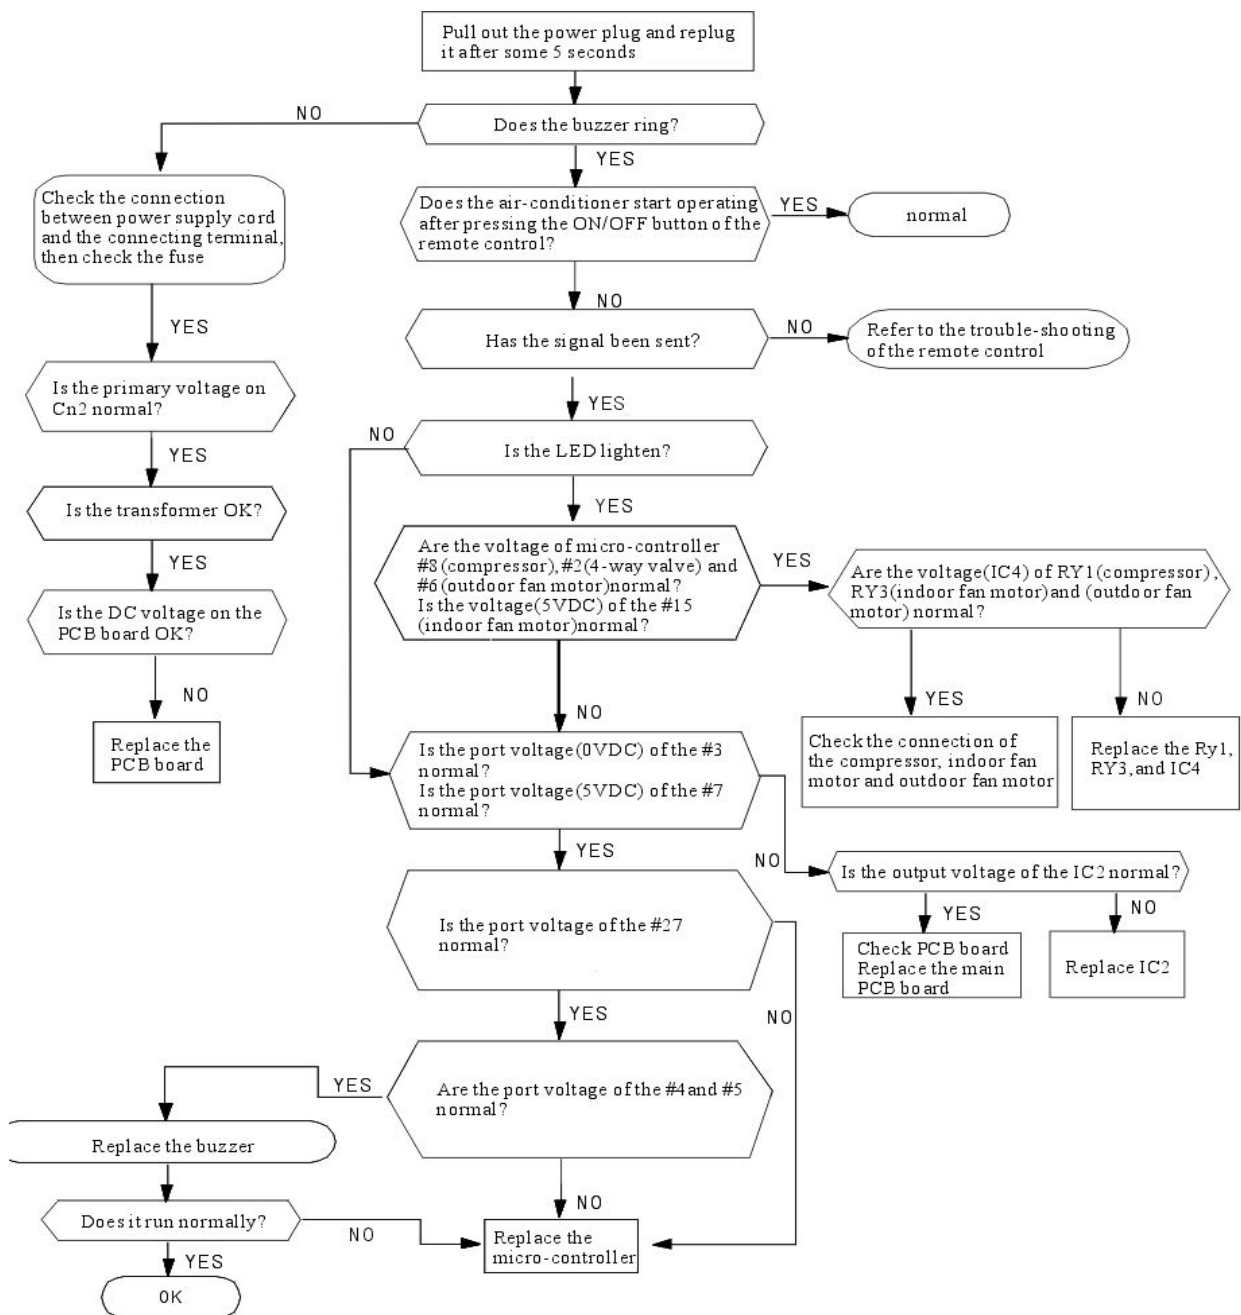 Pull out the power plug and replug
it after some 5 seconds
NO
Does the buzzer ring?
YES
Check the connection
between power supply cord
and the connecting terminal,
then check the fuse
Does the air-conditioner start operating
after pressing the ON/OFF button of the
remote control?
YES
normal
NO
YES
Has the signal been sent?
NO
Refer to the trouble-shooting
of the remote control
Is the primary voltage on
Cn2 normal?
YES
NO
Is the LED lighten?
YES
YES
Is the transformer OK?
YES
Are the voltage of micro-controller
#8(compressor),#2(4-way valve) and
#6(outdoor fan motor)normal?
Is the voltage(5VDC) of the #15
(indoor fan motor)normal?
YES
Are the voltage(IC4) of RY1(compressor),
RY3(indoor fan motor)and (outdoor fan
motor) normal?
Is the DC voltage on the
PCB board OK?
NO
YES
NO
NO
Replace the
PCB board
Is the port voltage(0VDC) of the #3
normal?
Is the port voltage(5VDC) of the #7
normal?
Check the connection of
the compressor, indoor fan
motor and outdoor fan motor
Replace the Ry1,
RY3,and IC4
YES
NO
Is the output voltage of the IC2 normal?
YES
NO
Is the port voltage of the #27
normal?
Check PCB board
Replace the main
PCB board
Replace IC2
YES
NO
YES
Are the port voltage of the #4and #5
normal?
Replace the buzzer
NO
Does it run normally?
NO
Replace the
micro-controller
YES
OK